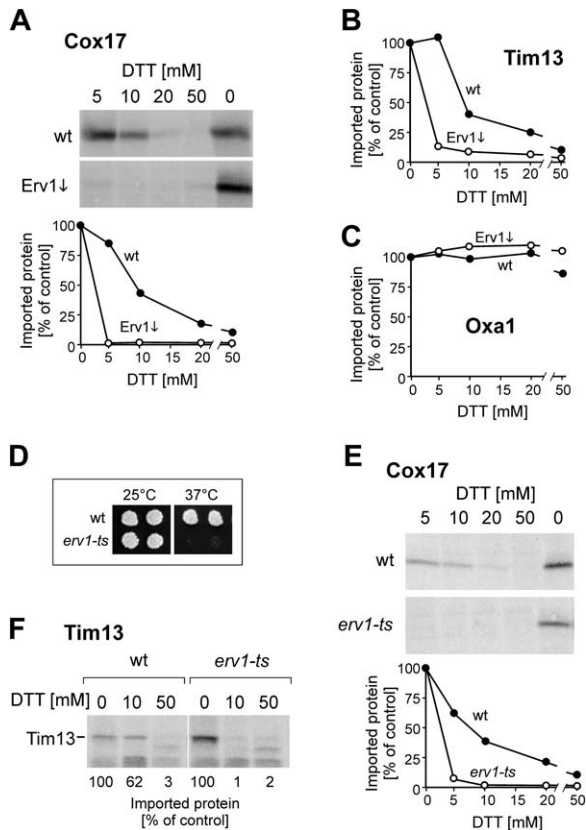 A
Cox17
DTT [mM]
5 10 20 50 0
wt
Erv1↓
Imported protein
[% of control]
100
75
50
25
0
wt
Erv1↓
0 5 10 15 20 50
DTT [mM]
B
Tim13
Imported protein
[% of control]
100
75
50
25
0
wt
Erv1↓
0 5 10 15 20 50
DTT [mM]
C
Imported protein
[% of control]
100
75
50
25
0
Erv1↓
wt
Oxa1
0 5 10 15 20 50
DTT [mM]
D
25°C 37°C
wt
erv1-ts
E
Cox17
DTT [mM]
5 10 20 50 0
wt
erv1-ts
Imported protein
[% of control]
100
75
50
25
0
wt
erv1-ts
0 5 10 15 20 50
DTT [mM]
F
Tim13
wt erv1-ts
DTT [mM] 0 10 50 0 10 50
Tim13
100 62 3 100 1 2
Imported protein
[% of control]